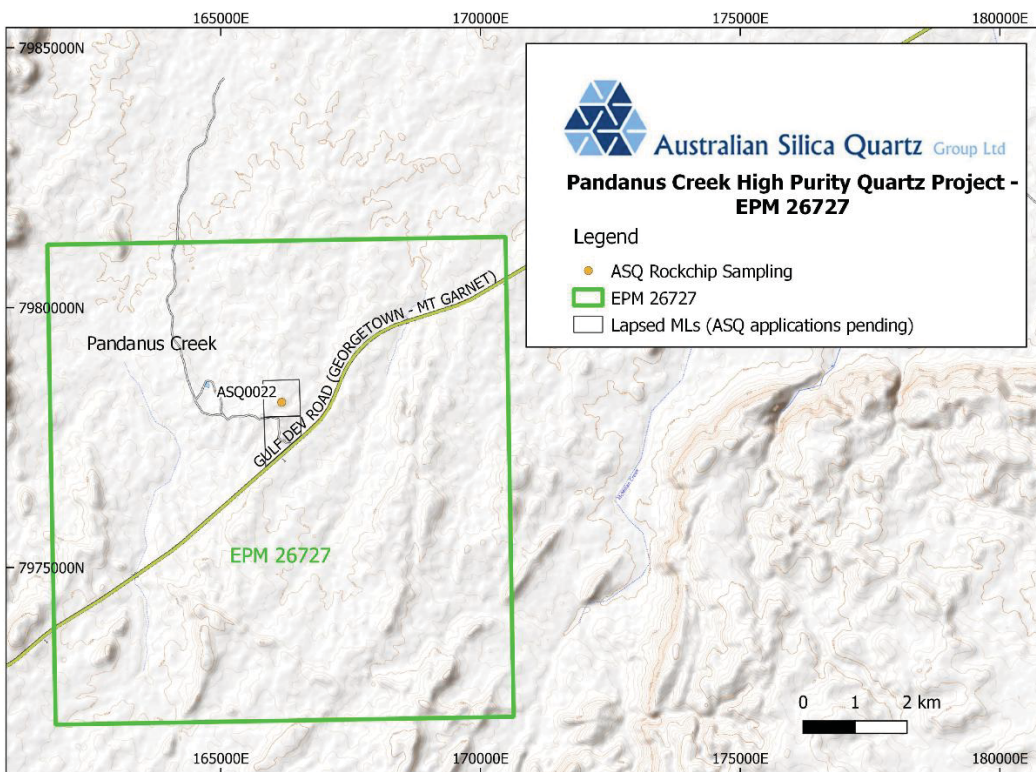 165000E
170000E
175000E
180000E
7985000N
Australian Silica Quartz Group Ltd
Pandanus Creek High Purity Quartz Project -
EPM 26727
Legend
ASQ Rockchip Sampling
EPM 26727
Lapsed MLs (ASQ applications pending)
7980000N
GULF DEV ROAD (GEORGETOWN - MT GARNET)
Pandanus Creek
ASQ0022
EPM 26727
7975000N
0 1 2 km
165000E
170000E
175000E
180000E